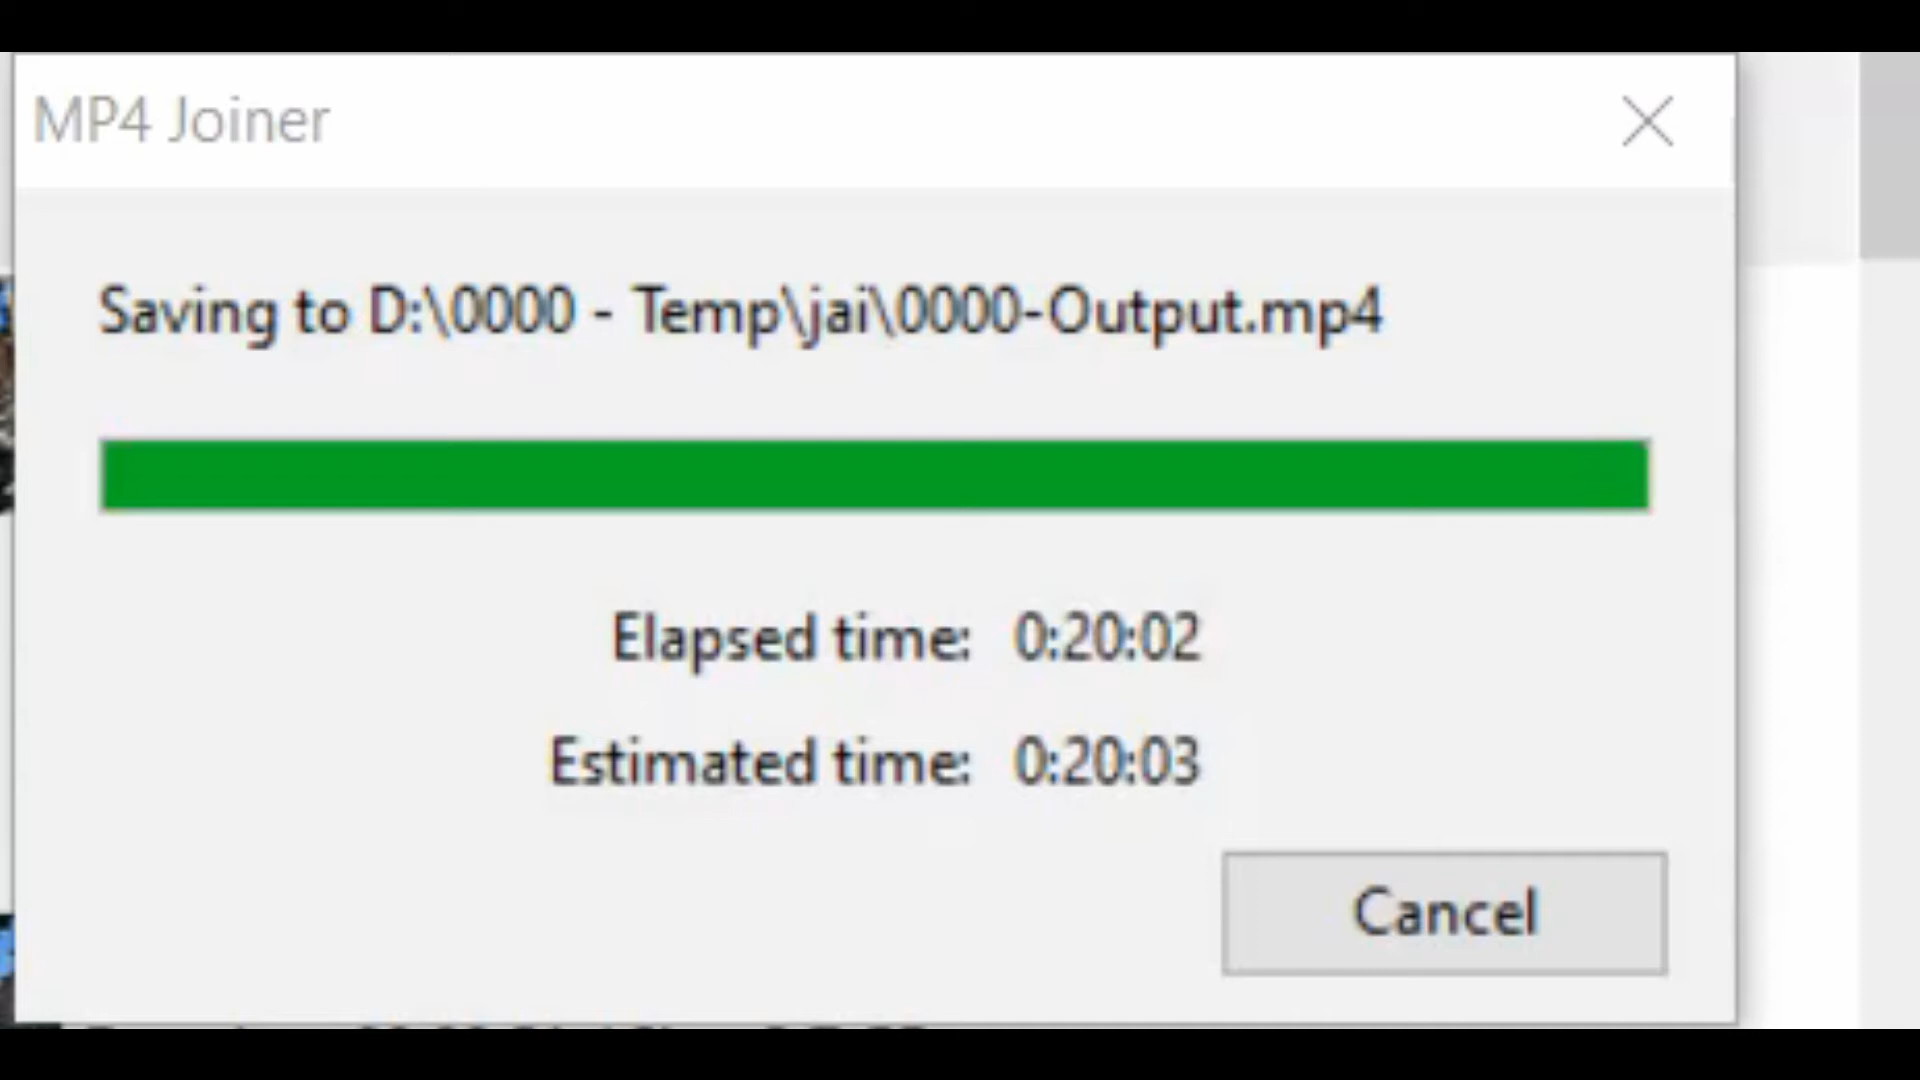 MP4 Joiner
Saving to D:\0000 - Temp\jai\0000-Output.mp4
Elapsed time: 0:20:02
Estimated time: 0:20:03
Cancel